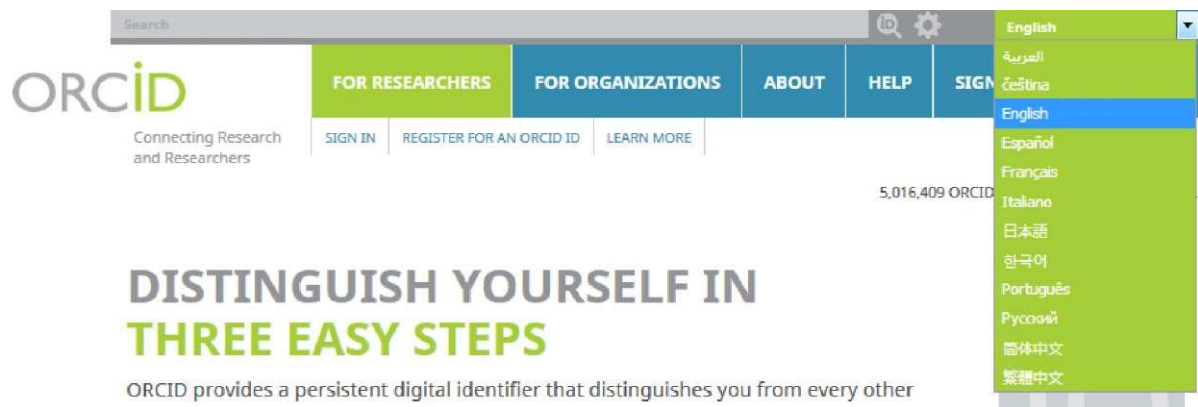 Search
English
ORCID
Connecting Research
and Researchers
FOR RESEARCHERS
FOR ORGANIZATIONS
ABOUT
HELP
SIGN
SIGN IN
REGISTER FOR AN ORCID ID
LEARN MORE
5,016,409 ORCID
العربية
čeština
English
Español
Français
Italiano
日本語
한국어
Português
Русский
简体中文
繁體中文
DISTINGUISH YOURSELF IN
THREE EASY STEPS
ORCID provides a persistent digital identifier that distinguishes you from every other